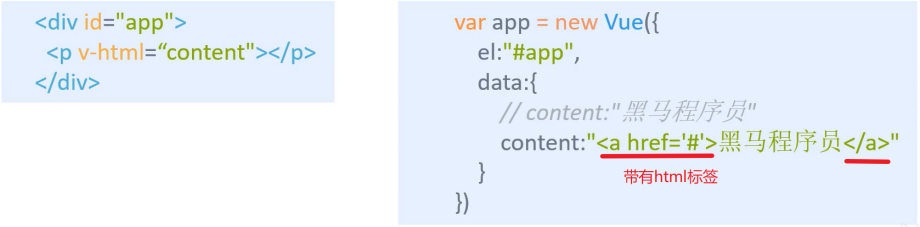 <div id="app">
<p v-html=“content"></p>
</div>
var app = new Vue({
el:"#app",
data:{
// content:"黑马程序员"
content:"<a href='#'>黑马程序员</a>"
}
带有html标签
})